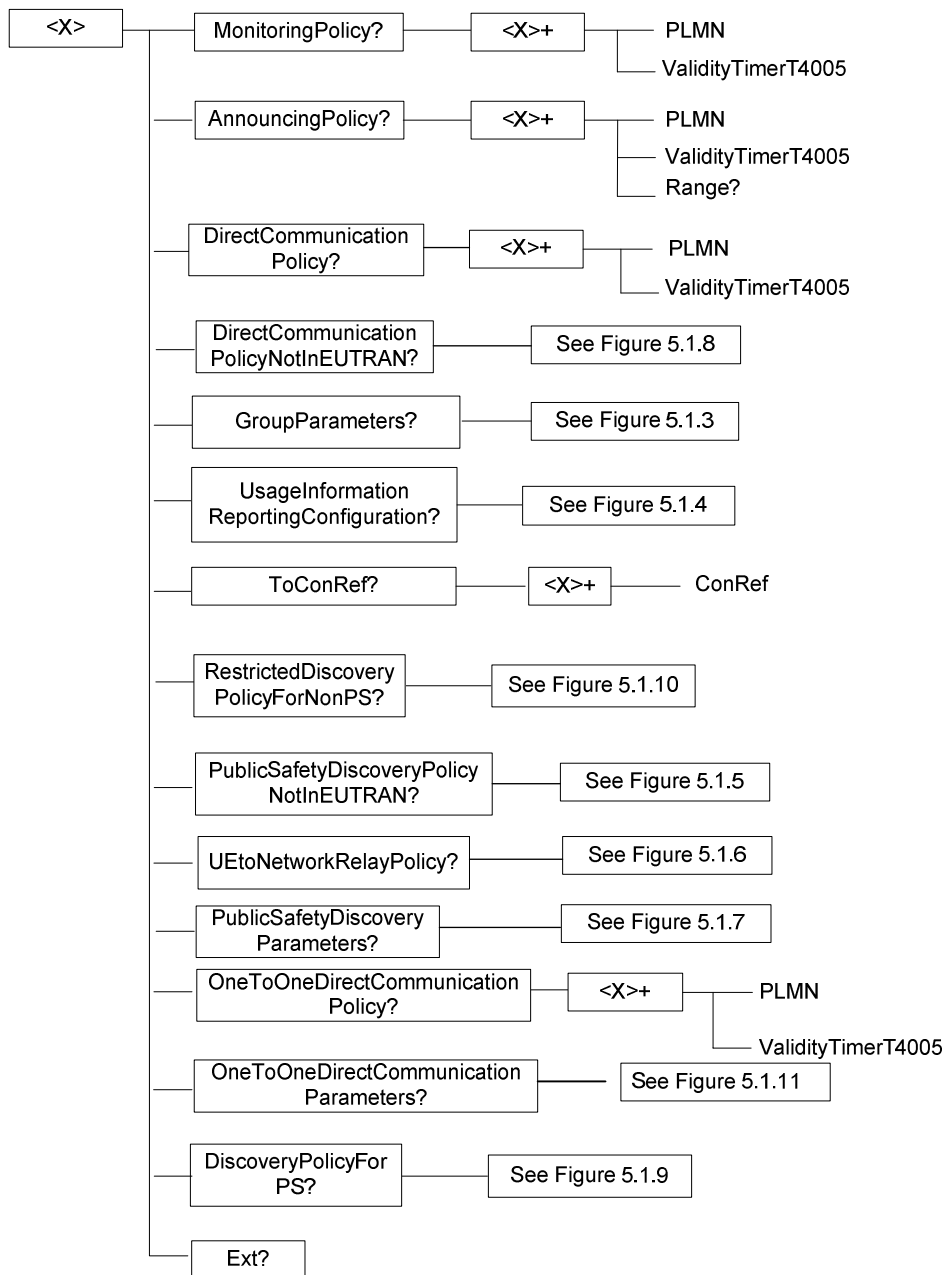 <X>
MonitoringPolicy?
<X>+
PLMN
ValidityTimerT4005
AnnouncingPolicy?
<X>+
PLMN
ValidityTimerT4005
Range?
DirectCommunication
Policy?
<X>+
PLMN
ValidityTimerT4005
DirectCommunication
PolicyNotInEUTRAN?
See Figure 5.1.8
GroupParameters?
See Figure 5.1.3
UsageInformation
ReportingConfiguration?
See Figure 5.1.4
ToConRef?
<X>+
ConRef
RestrictedDiscovery
PolicyForNonPS?
See Figure 5.1.10
PublicSafetyDiscoveryPolicy
NotInEUTRAN?
See Figure 5.1.5
UEtoNetworkRelayPolicy?
See Figure 5.1.6
PublicSafetyDiscovery
Parameters?
See Figure 5.1.7
OneToOneDirectCommunication
Policy?
<X>+
PLMN
ValidityTimerT4005
OneToOneDirectCommunication
Parameters?
See Figure 5.1.11
DiscoveryPolicyFor
PS?
See Figure 5.1.9
Ext?